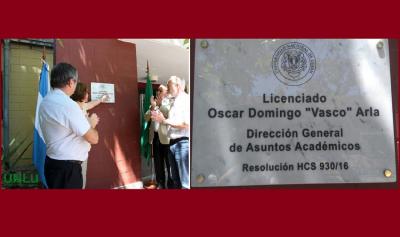 UNLu
Licenciado
Oscar Domingo "Vasco" Arla
Dirección General
de Asuntos Académicos
Resolución HCS 930/16